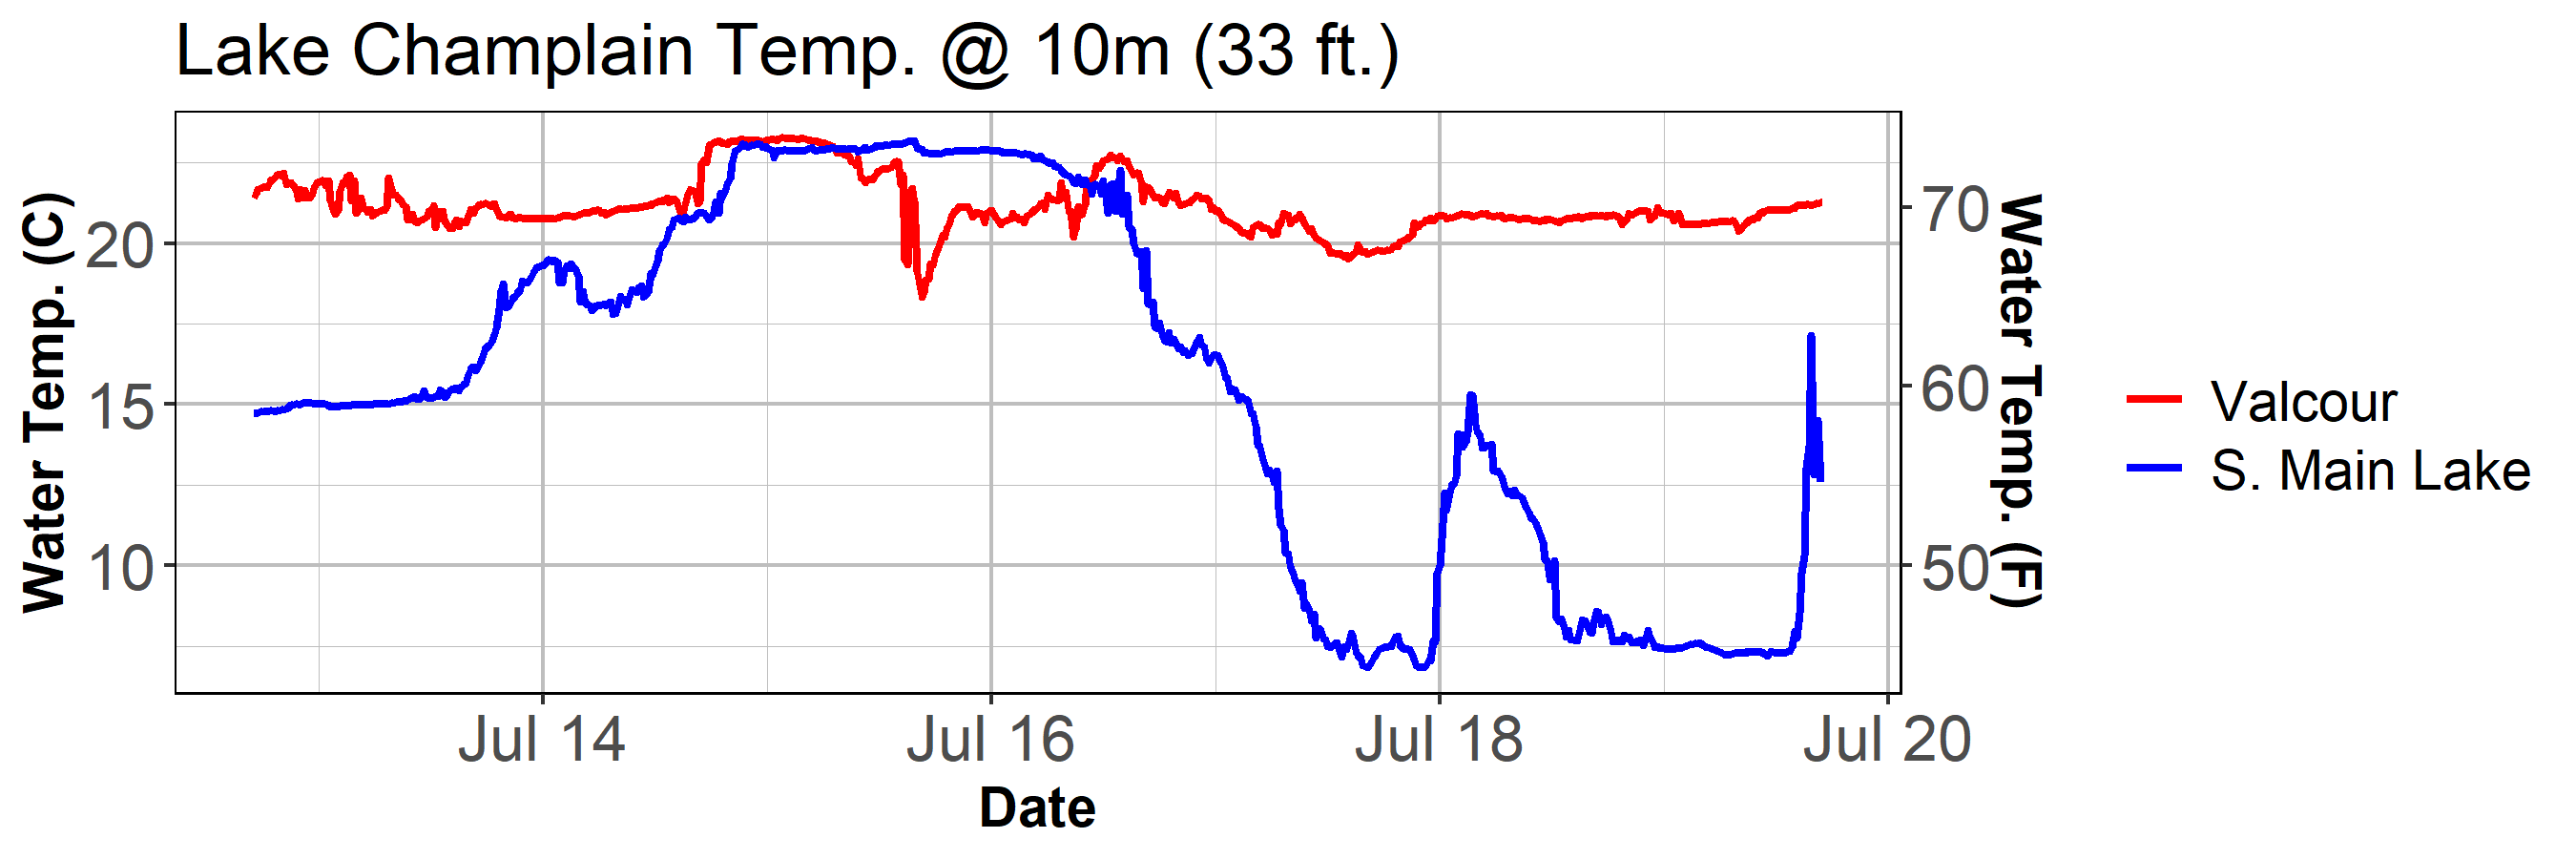 Lake Champlain Temp. @ 10m (33 ft.)
Water Temp. (C)
20
15
10
70
60
50
Water Temp. (F)
Jul 14
Jul 16
Jul 18
Jul 20
Date
Valcour
S. Main Lake